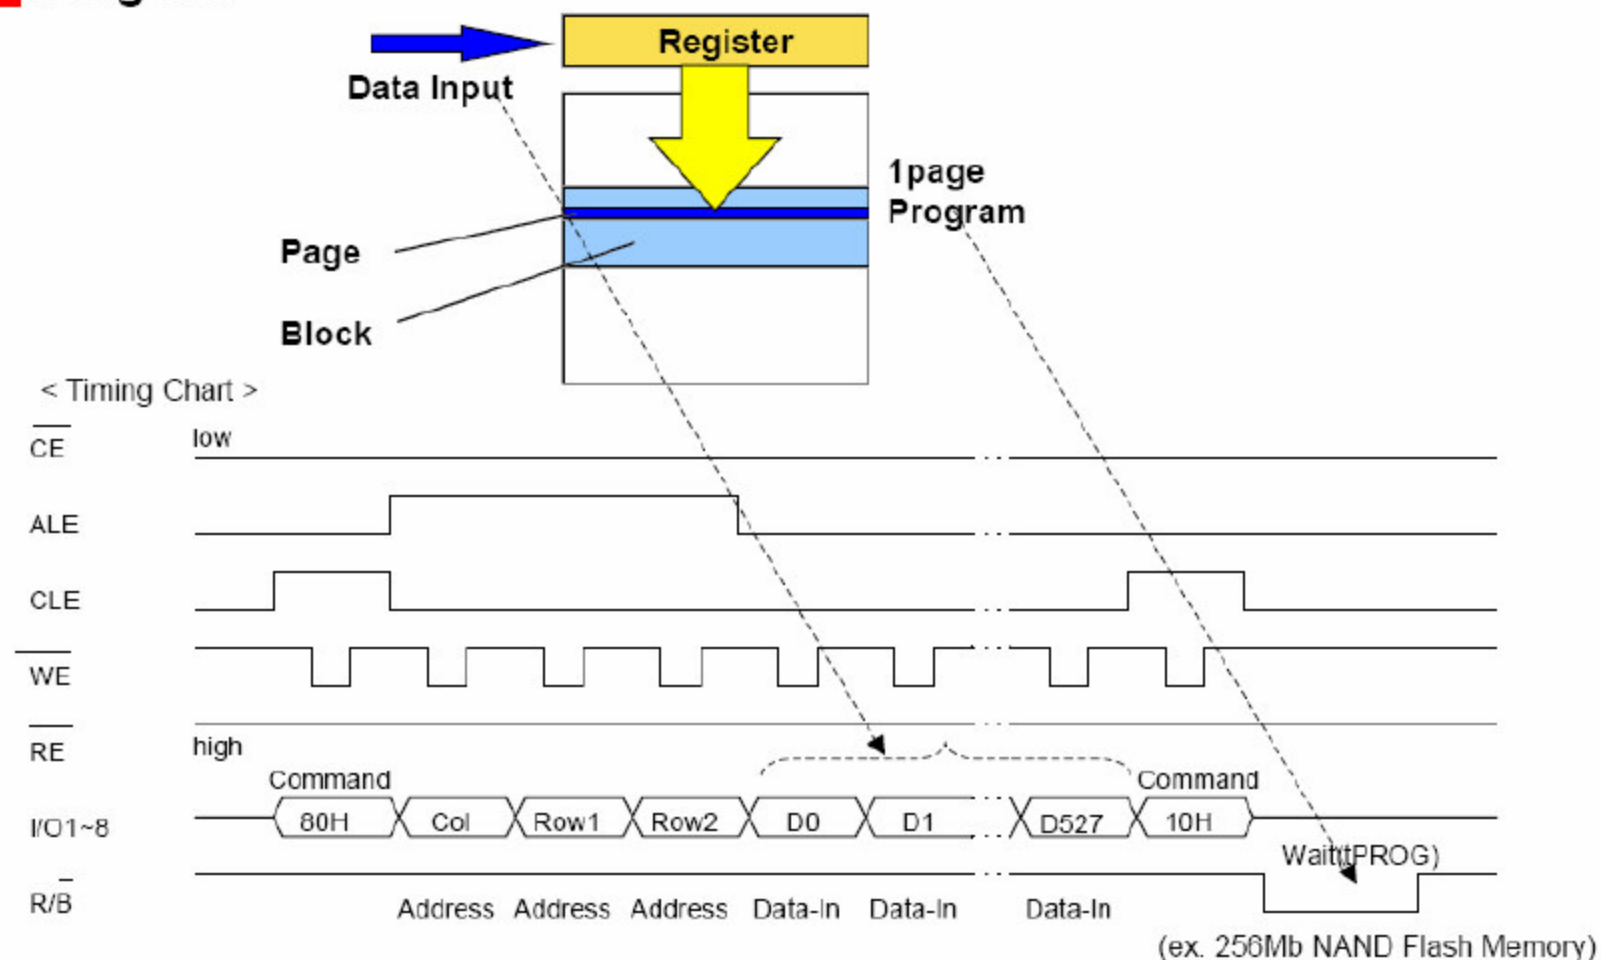 Register
Data Input
1page
Program
Page
Block
< Timing Chart >
CE
low
ALE
CLE
WE
RE
high
Command
Command
I/O1~8
80H
Col
Row1
Row2
D0
D1
D527
10H
Wait(tPROG)
R/B
Address
Address
Address
Data-In
Data-In
Data-In
(ex. 256Mb NAND Flash Memory)